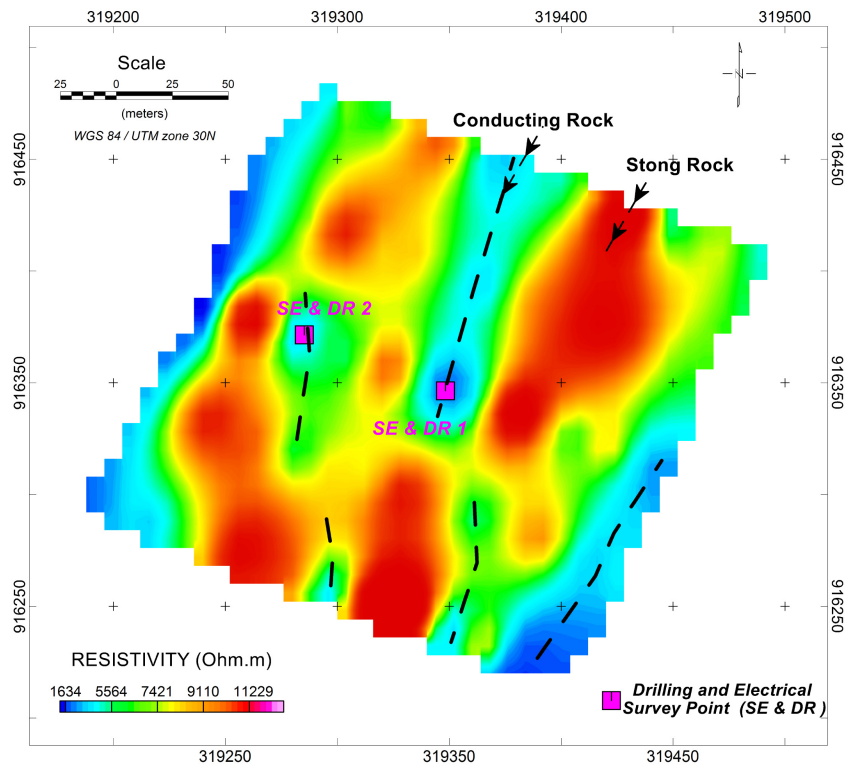 319200 319300 319400 319500
Scale
25 0 25 50
(meters)
WGS 84 / UTM zone 30N
Conducting Rock
Stong Rock
916450 916450
SE & DR 2
916350 916350
SE & DR 1
916250 916250
RESISTIVITY (Ohm.m)
1634 5564 7421 9110 11229
Drilling and Electrical
Survey Point (SE & DR )
319250 319350 319450
N